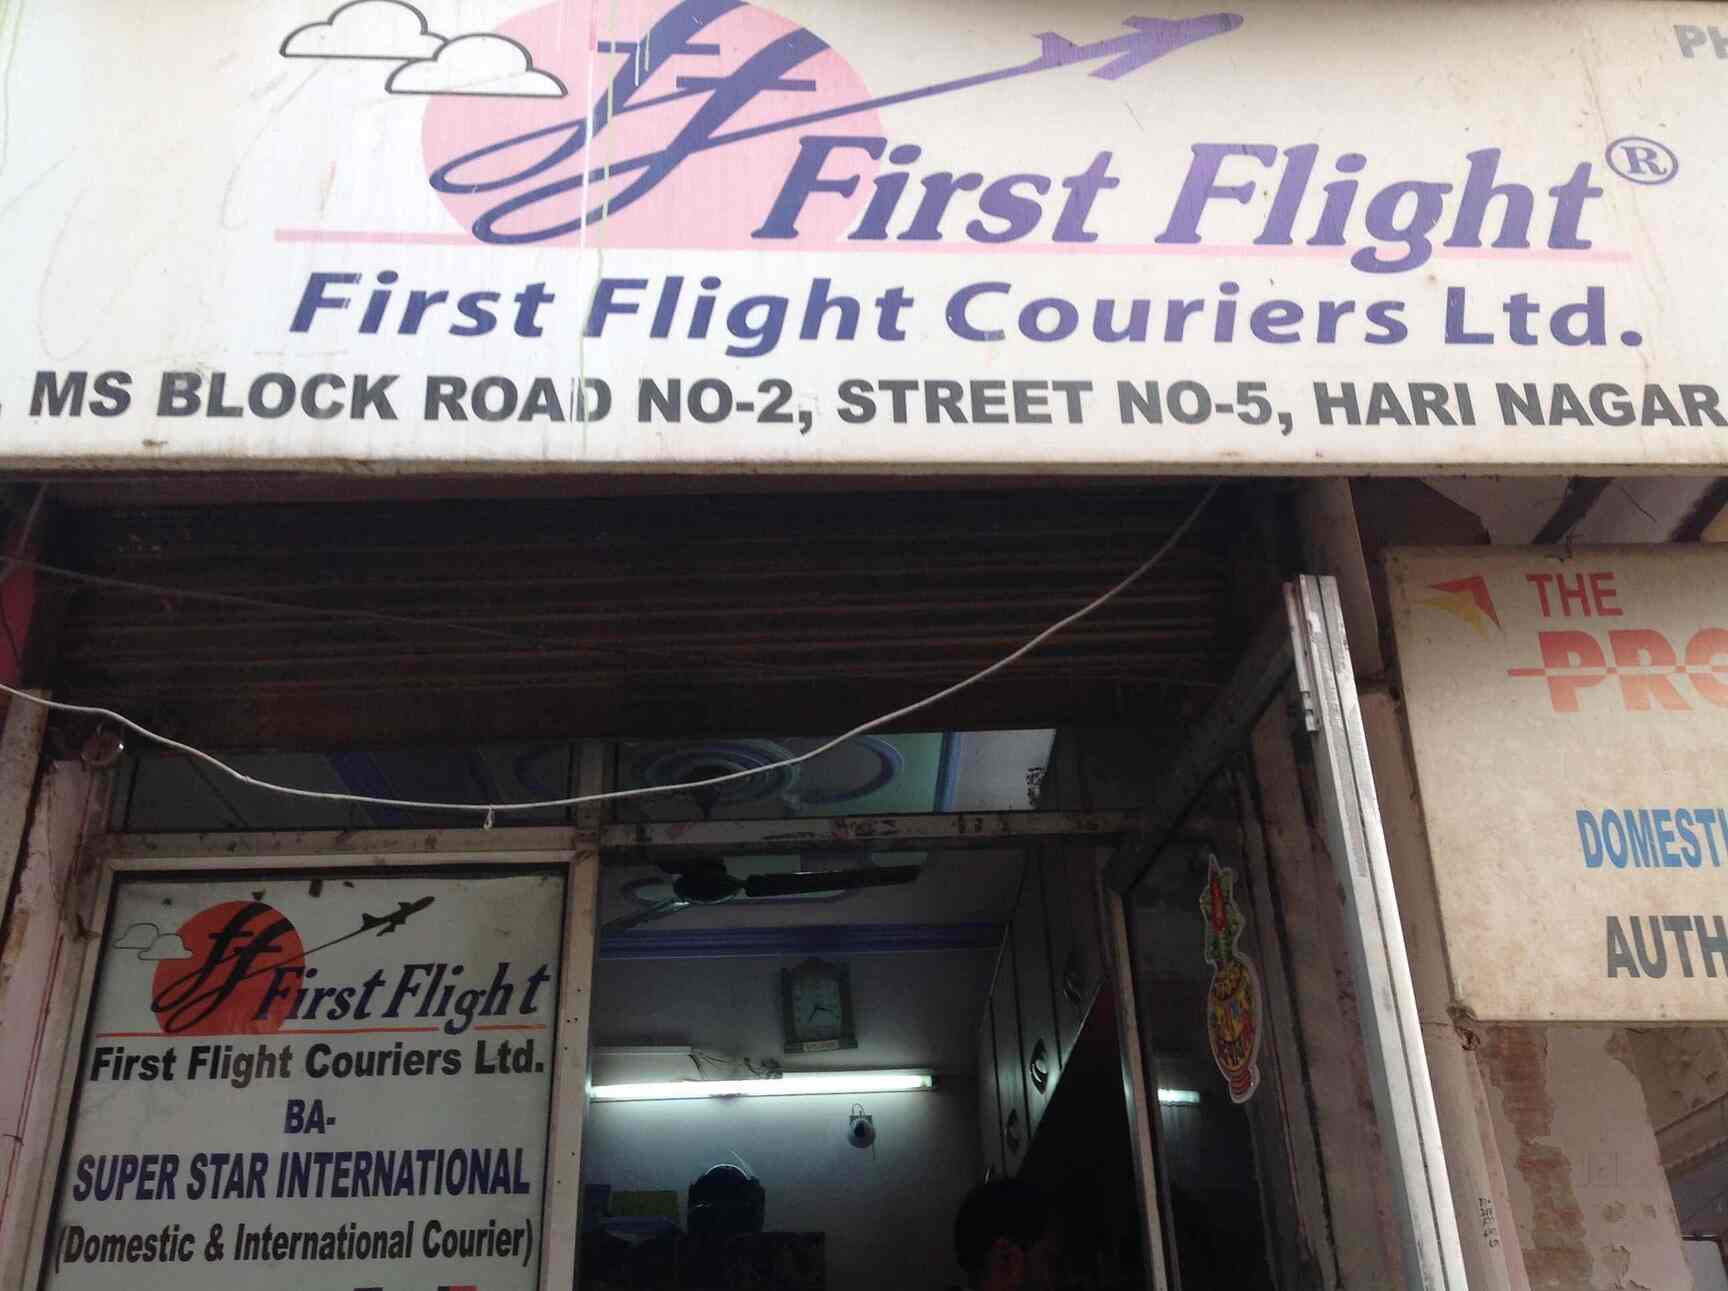 First Flight®
First Flight Couriers Ltd.
MS BLOCK ROAD NO-2, STREET NO-5, HARI NAGAR
THE
DOMESTI
AUTH
First Flight
First Flight Couriers Ltd.
BA-
SUPER STAR INTERNATIONAL
(Domestic & International Courier)